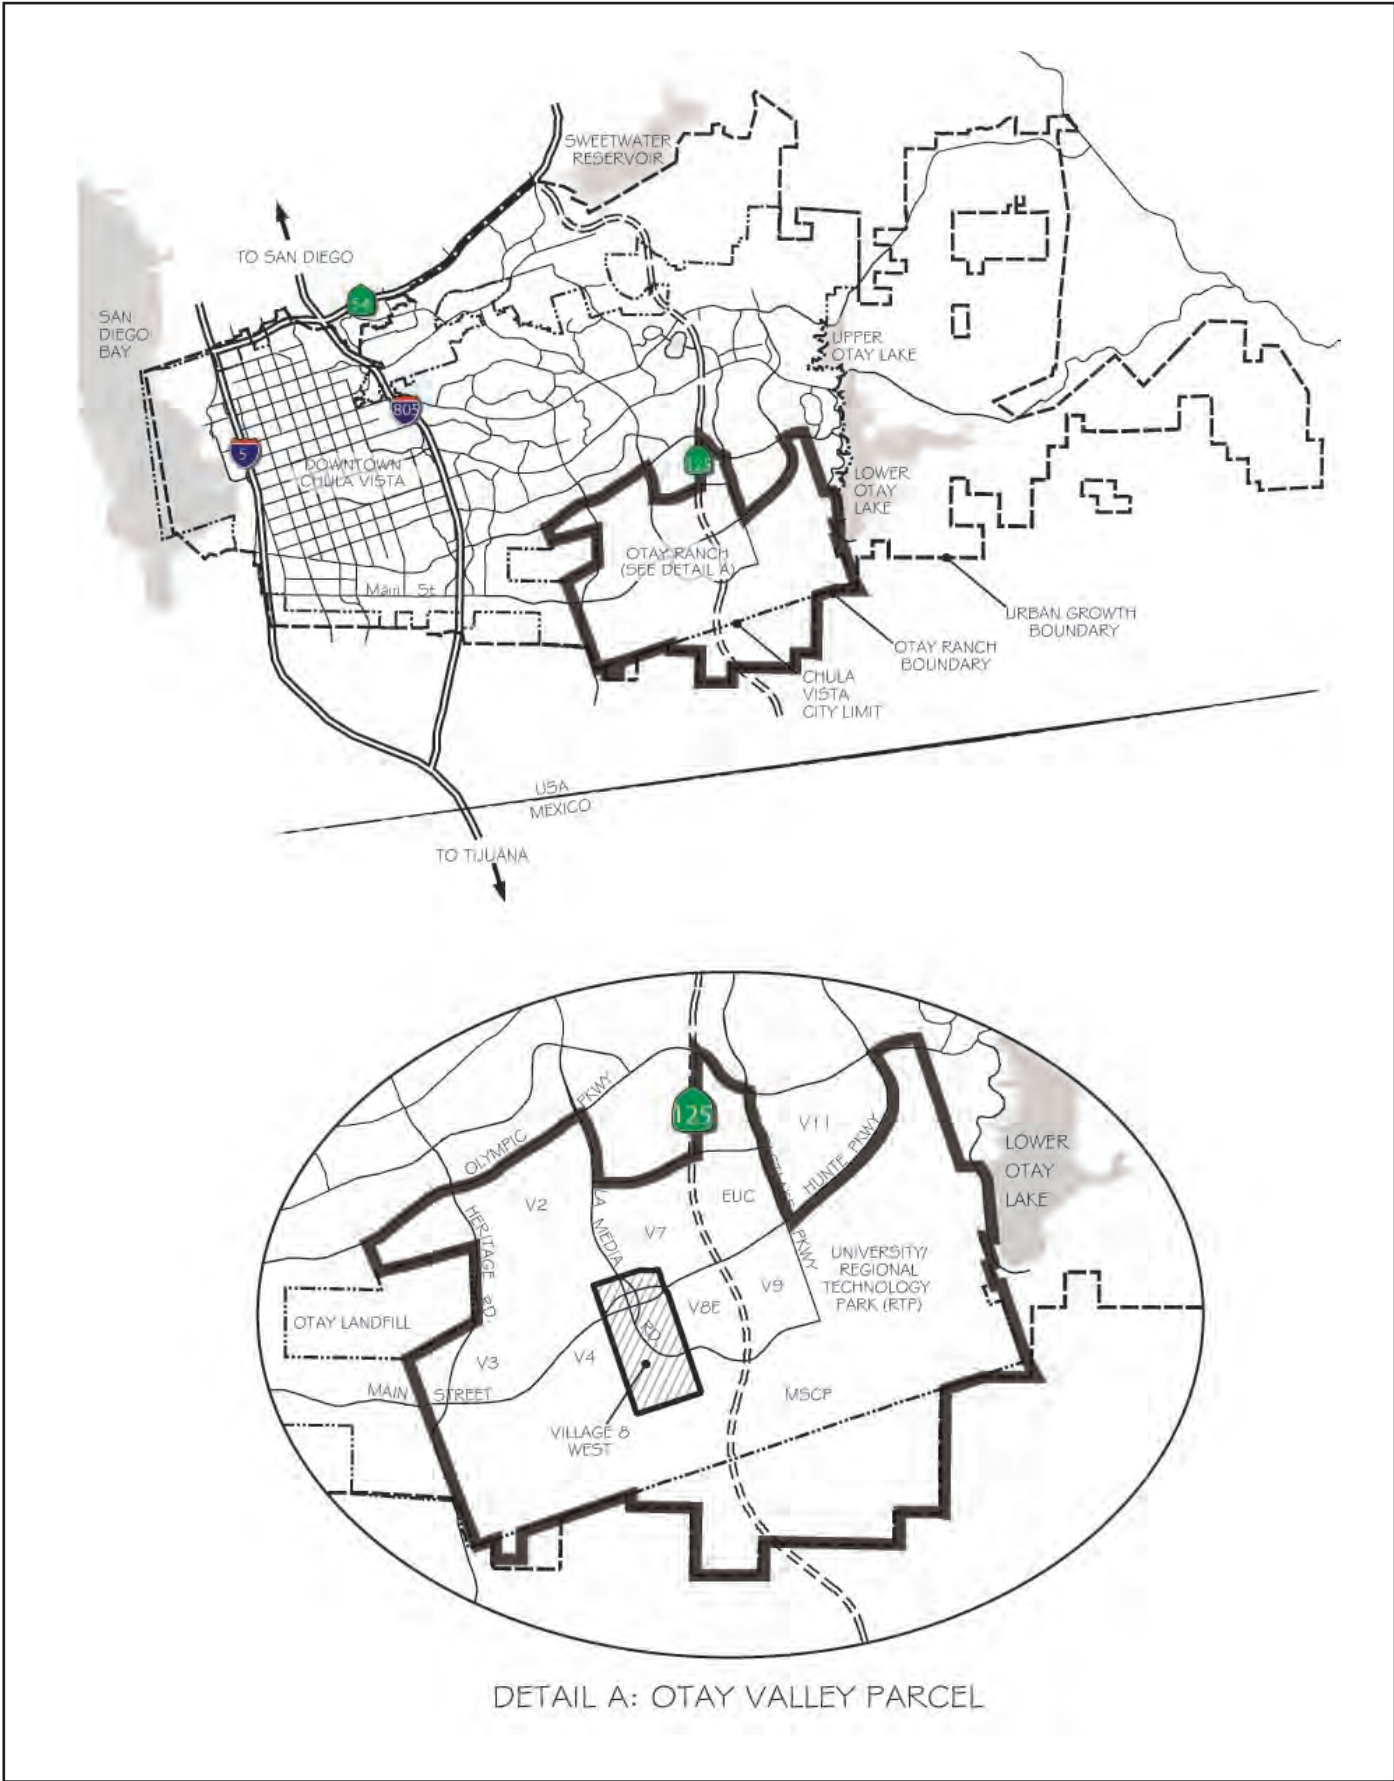 SWEETWATER
RESERVOIR
TO SAN DIEGO
54
SAN
DIEGO
BAY
UPPER
OTAY LAKE
805
5
DOWNTOWN
CHULA VISTA
125
LOWER
OTAY
LAKE
OTAY RANCH
(SEE DETAIL A)
Main St
URBAN GROWTH
BOUNDARY
OTAY RANCH
BOUNDARY
CHULA
VISTA
CITY LIMIT
USA
MEXICO
TO TIJUANA
OLYMPIC PKWY
125
V11
HUNTE PKWY
LOWER
OTAY
LAKE
V2
EUC
HERITAGE RD.
LA MEDIA RD.
V7
PKWY
UNIVERSITY/
REGIONAL
TECHNOLOGY
PARK (RTP)
V9
V8E
OTAY LANDFILL
V3
V4
MAIN STREET
MSCP
VILLAGE 8
WEST
DETAIL A: OTAY VALLEY PARCEL